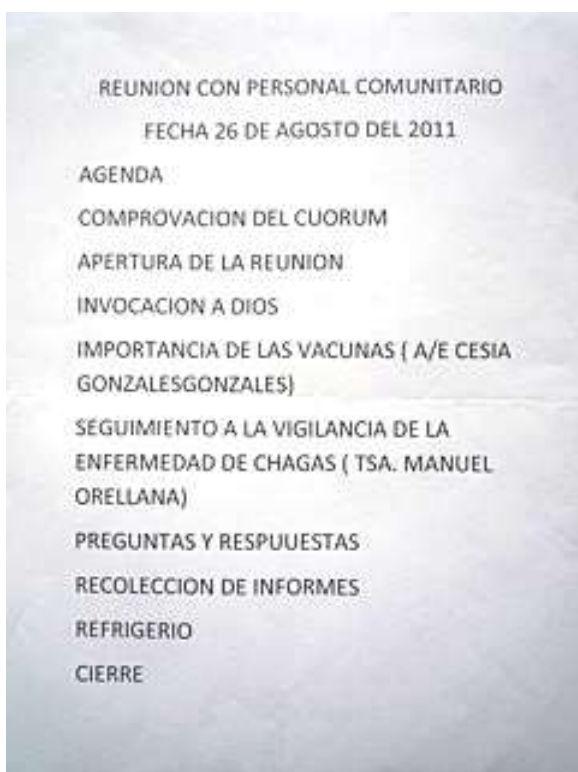 REUNION CON PERSONAL COMUNITARIO
FECHA 26 DE AGOSTO DEL 2011
AGENDA
COMPROVACION DEL CUORUM
APERTURA DE LA REUNION
INVOCACION A DIOS
IMPORTANCIA DE LAS VACUNAS ( A/E CESIA
GONZALESGONZALES)
SEGUIMIENTO A LA VIGILANCIA DE LA
ENFERMEDAD DE CHAGAS ( TSA. MANUEL
ORELLANA)
PREGUNTAS Y RESPUUESTAS
RECOLECCION DE INFORMES
REFRIGERIO
CIERRE